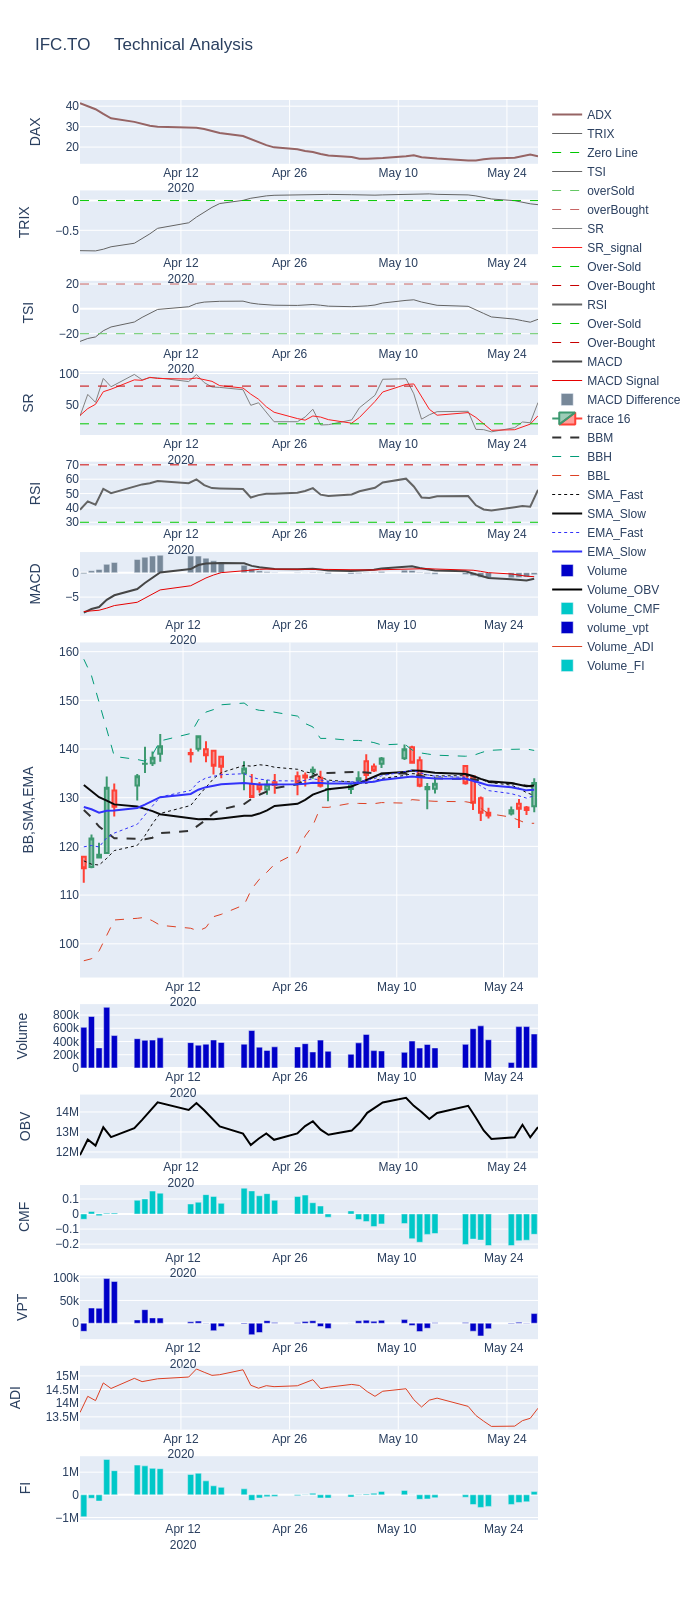 IFC.TO Technical Analysis
DAX
40
30
20
Apr 12
2020
Apr 26
May 10
May 24
TRIX
0
−0.5
Apr 12
2020
Apr 26
May 10
May 24
TSI
20
0
−20
Apr 12
2020
Apr 26
May 10
May 24
SR
100
50
Apr 12
2020
Apr 26
May 10
May 24
RSI
70
60
50
40
30
Apr 12
2020
Apr 26
May 10
May 24
MACD
0
−5
Apr 12
2020
Apr 26
May 10
May 24
BB,SMA,EMA
160
150
140
130
120
110
100
Apr 12
2020
Apr 26
May 10
May 24
Volume
800k
600k
400k
200k
0
Apr 12
2020
Apr 26
May 10
May 24
OBV
14M
13M
12M
Apr 12
2020
Apr 26
May 10
May 24
CMF
0.1
0
−0.1
−0.2
Apr 12
2020
Apr 26
May 10
May 24
VPT
100k
50k
0
Apr 12
2020
Apr 26
May 10
May 24
ADI
15M
14.5M
14M
13.5M
Apr 12
2020
Apr 26
May 10
May 24
FI
1M
0
−1M
Apr 12
2020
Apr 26
May 10
May 24
ADX
TRIX
Zero Line
TSI
overSold
overBought
SR
SR_signal
Over-Sold
Over-Bought
RSI
Over-Sold
Over-Bought
MACD
MACD Signal
MACD Difference
trace 16
BBM
BBH
BBL
SMA_Fast
SMA_Slow
EMA_Fast
EMA_Slow
Volume
Volume_OBV
Volume_CMF
volume_vpt
Volume_ADI
Volume_FI